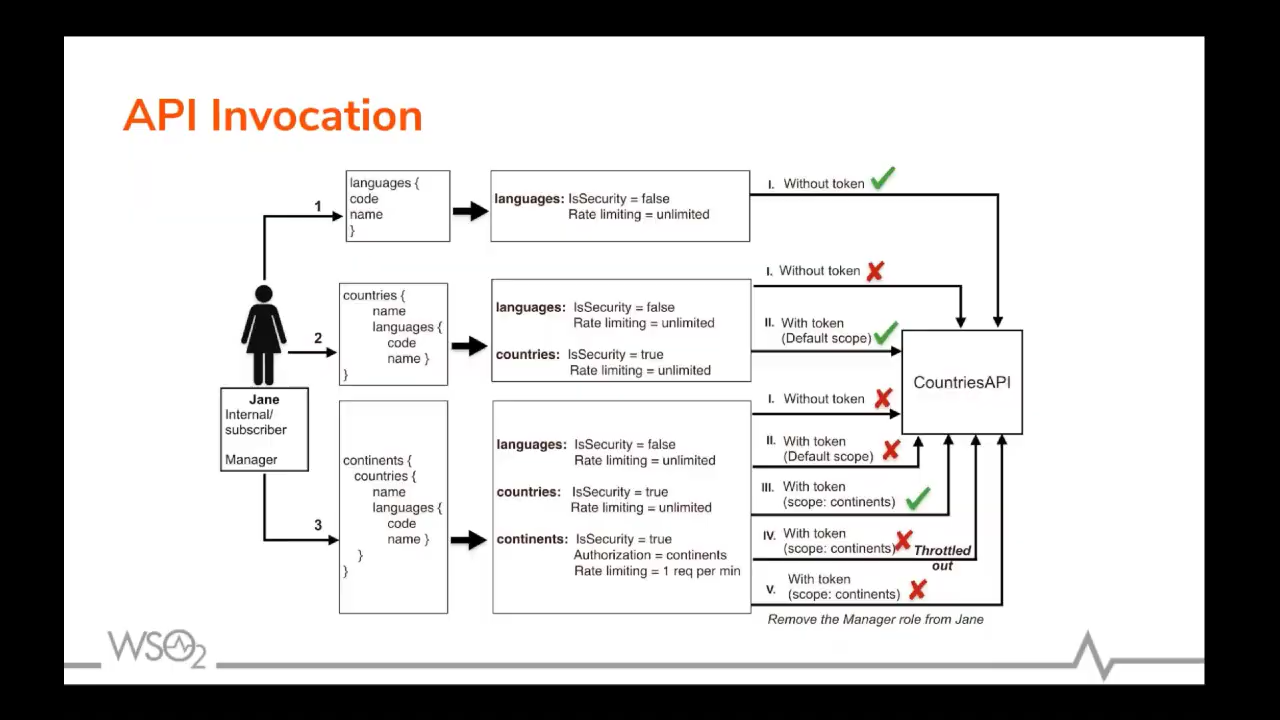 API Invocation
1
languages {
code
name
}
languages: IsSecurity = false
Rate limiting = unlimited
I. Without token
2
countries {
name
languages {
code
name }
}
languages: IsSecurity = false
Rate limiting = unlimited
countries: IsSecurity = true
Rate limiting = unlimited
I. Without token
II. With token
(Default scope)
CountriesAPI
Jane
Internal/
subscriber
Manager
3
continents {
countries {
name
languages {
code
name }
}
}
languages: IsSecurity = false
Rate limiting = unlimited
countries: IsSecurity = true
Rate limiting = unlimited
continents: IsSecurity = true
Authorization = continents
Rate limiting = 1 req per min
I. Without token
II. With token
(Default scope)
III. With token
(scope: continents)
IV. With token
(scope: continents)
Throttled
out
V. With token
(scope: continents)
Remove the Manager role from Jane
WSO2